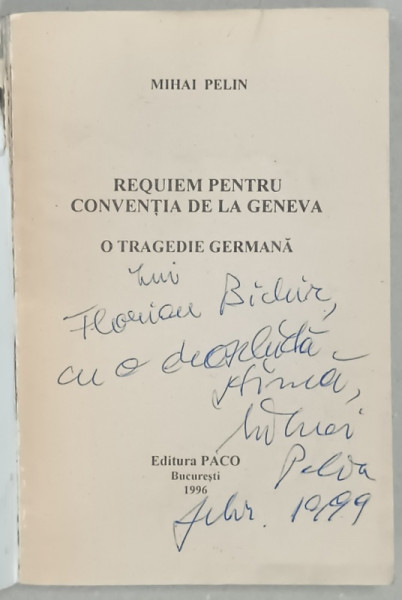 MIHAI PELIN
REQUIEM PENTRU
CONVENȚIA DE LA GENEVA
O TRAGEDIE GERMANĂ
Lui
Florian Bichir,
cu o deosebită
stimă,
Mihai
Pelin
Editura PACO
București
1996
febr. 1999